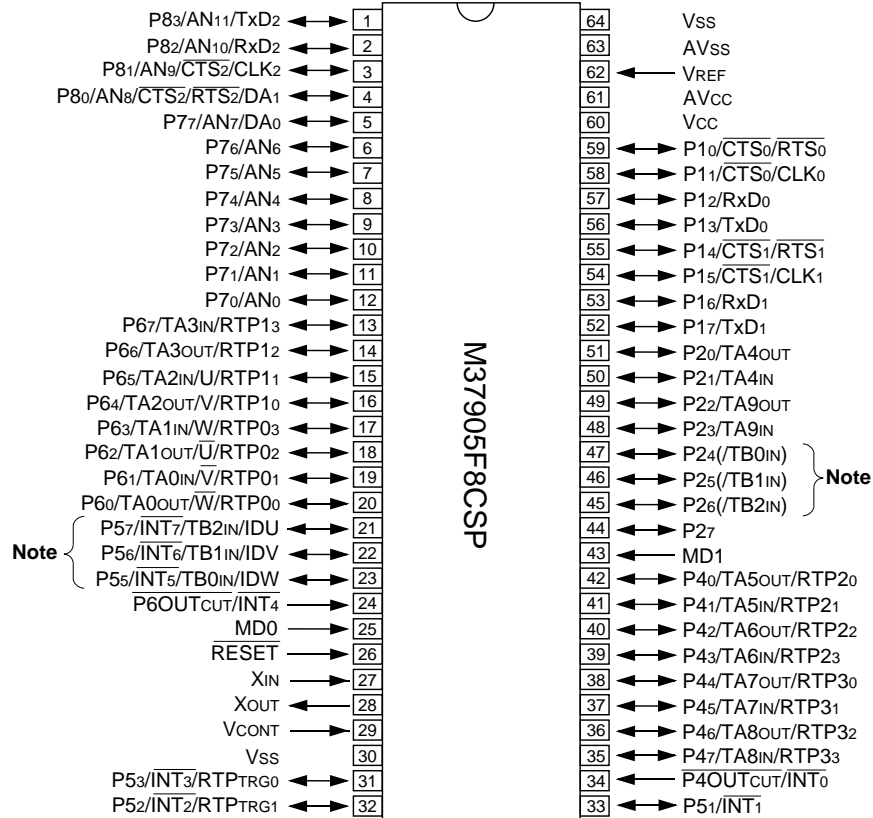 P83/AN11/TxD2 1
P82/AN10/RxD2 2
P81/AN9/CTS2/CLK2 3
P80/AN8/CTS2/RTS2/DA1 4
P77/AN7/DA0 5
P76/AN6 6
P75/AN5 7
P74/AN4 8
P73/AN3 9
P72/AN2 10
P71/AN1 11
P70/AN0 12
P67/TA3IN/RTP13 13
P66/TA3OUT/RTP12 14
P65/TA2IN/U/RTP11 15
P64/TA2OUT/V/RTP10 16
P63/TA1IN/W/RTP03 17
P62/TA1OUT/U̅/RTP02 18
P61/TA0IN/V̅/RTP01 19
P60/TA0OUT/W̅/RTP00 20
P57/INT7/TB2IN/IDU 21
Note P56/INT6/TB1IN/IDV 22
P55/INT5/TB0IN/IDW 23
P6OUTCUT/INT4 24
MD0 25
RESET 26
XIN 27
XOUT 28
VCONT 29
VSS 30
P53/INT3/RTPTRG0 31
P52/INT2/RTPTRG1 32
M37905F8CSP
64 VSS
63 AVSS
62 VREF
61 AVCC
60 VCC
59 P10/CTS0/RTS0
58 P11/CTS0/CLK0
57 P12/RxD0
56 P13/TxD0
55 P14/CTS1/RTS1
54 P15/CTS1/CLK1
53 P16/RxD1
52 P17/TxD1
51 P20/TA4OUT
50 P21/TA4IN
49 P22/TA9OUT
48 P23/TA9IN
47 P24(/TB0IN)
46 P25(/TB1IN) Note
45 P26(/TB2IN)
44 P27
43 MD1
42 P40/TA5OUT/RTP20
41 P41/TA5IN/RTP21
40 P42/TA6OUT/RTP22
39 P43/TA6IN/RTP23
38 P44/TA7OUT/RTP30
37 P45/TA7IN/RTP31
36 P46/TA8OUT/RTP32
35 P47/TA8IN/RTP33
34 P4OUTCUT/INT0
33 P51/INT1